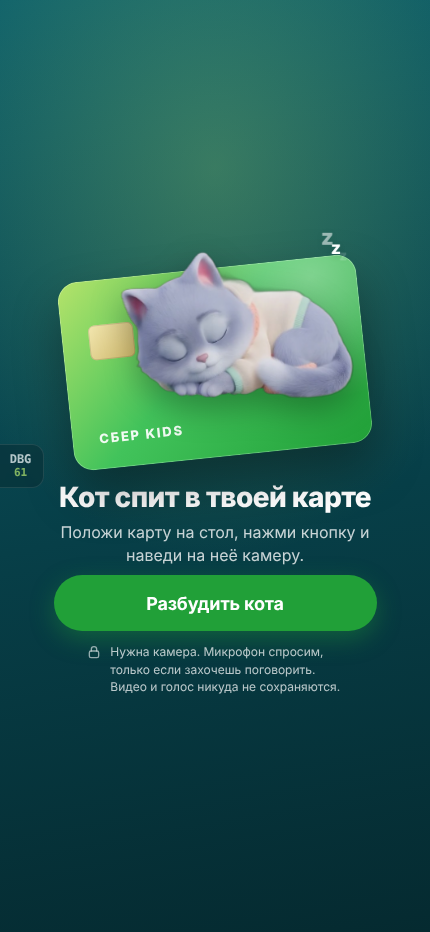 z
z
СБЕР KIDS
DBG
61
Кот спит в твоей карте
Положи карту на стол, нажми кнопку и
наведи на неё камеру.
Разбудить кота
Нужна камера. Микрофон спросим,
только если захочешь поговорить.
Видео и голос никуда не сохраняются.